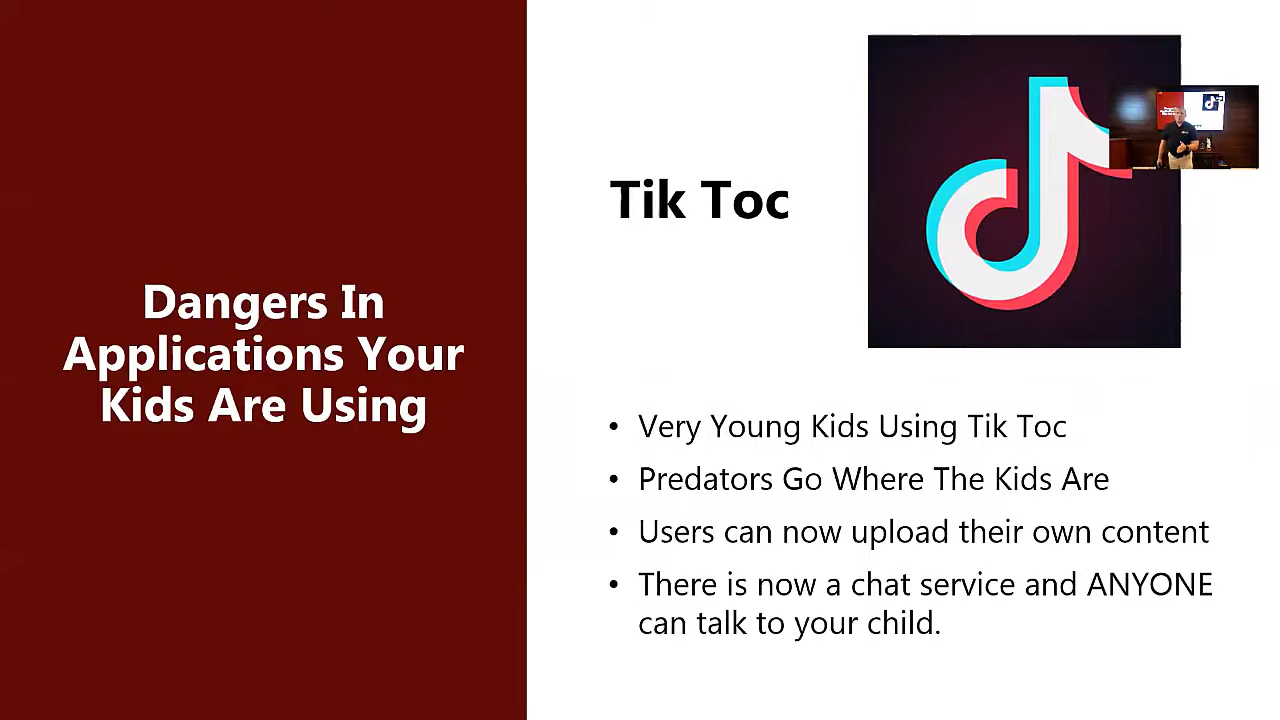 Dangers In
Applications Your
Kids Are Using
Tik Toc
• Very Young Kids Using Tik Toc
• Predators Go Where The Kids Are
• Users can now upload their own content
• There is now a chat service and ANYONE
can talk to your child.